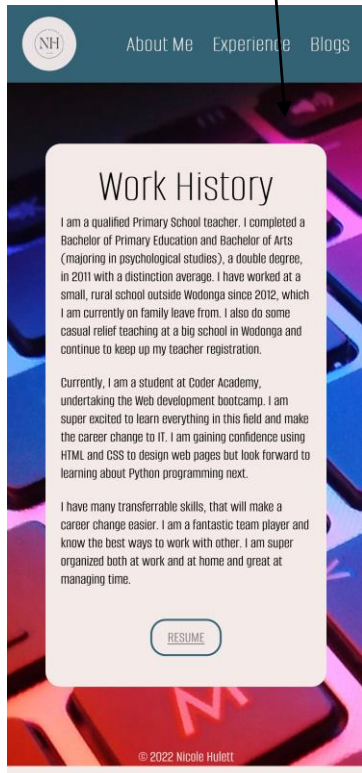 NH
About Me Experience Blogs
Work History
I am a qualified Primary School teacher. I completed a
Bachelor of Primary Education and Bachelor of Arts
(majoring in psychological studies), a double degree,
in 2011 with a distinction average. I have worked at a
small, rural school outside Wodonga since 2012, which
I am currently on family leave from. I also do some
casual relief teaching at a big school in Wodonga and
continue to keep up my teacher registration.
Currently, I am a student at Coder Academy,
undertaking the Web development bootcamp. I am
super excited to learn everything in this field and make
the career change to IT. I am gaining confidence using
HTML and CSS to design web pages but look forward to
learning about Python programming next.
I have many transferrable skills, that will make a
career change easier. I am a fantastic team player and
know the best ways to work with other. I am super
organized both at work and at home and great at
managing time.
RESUME
M
© 2022 Nicole Hulett